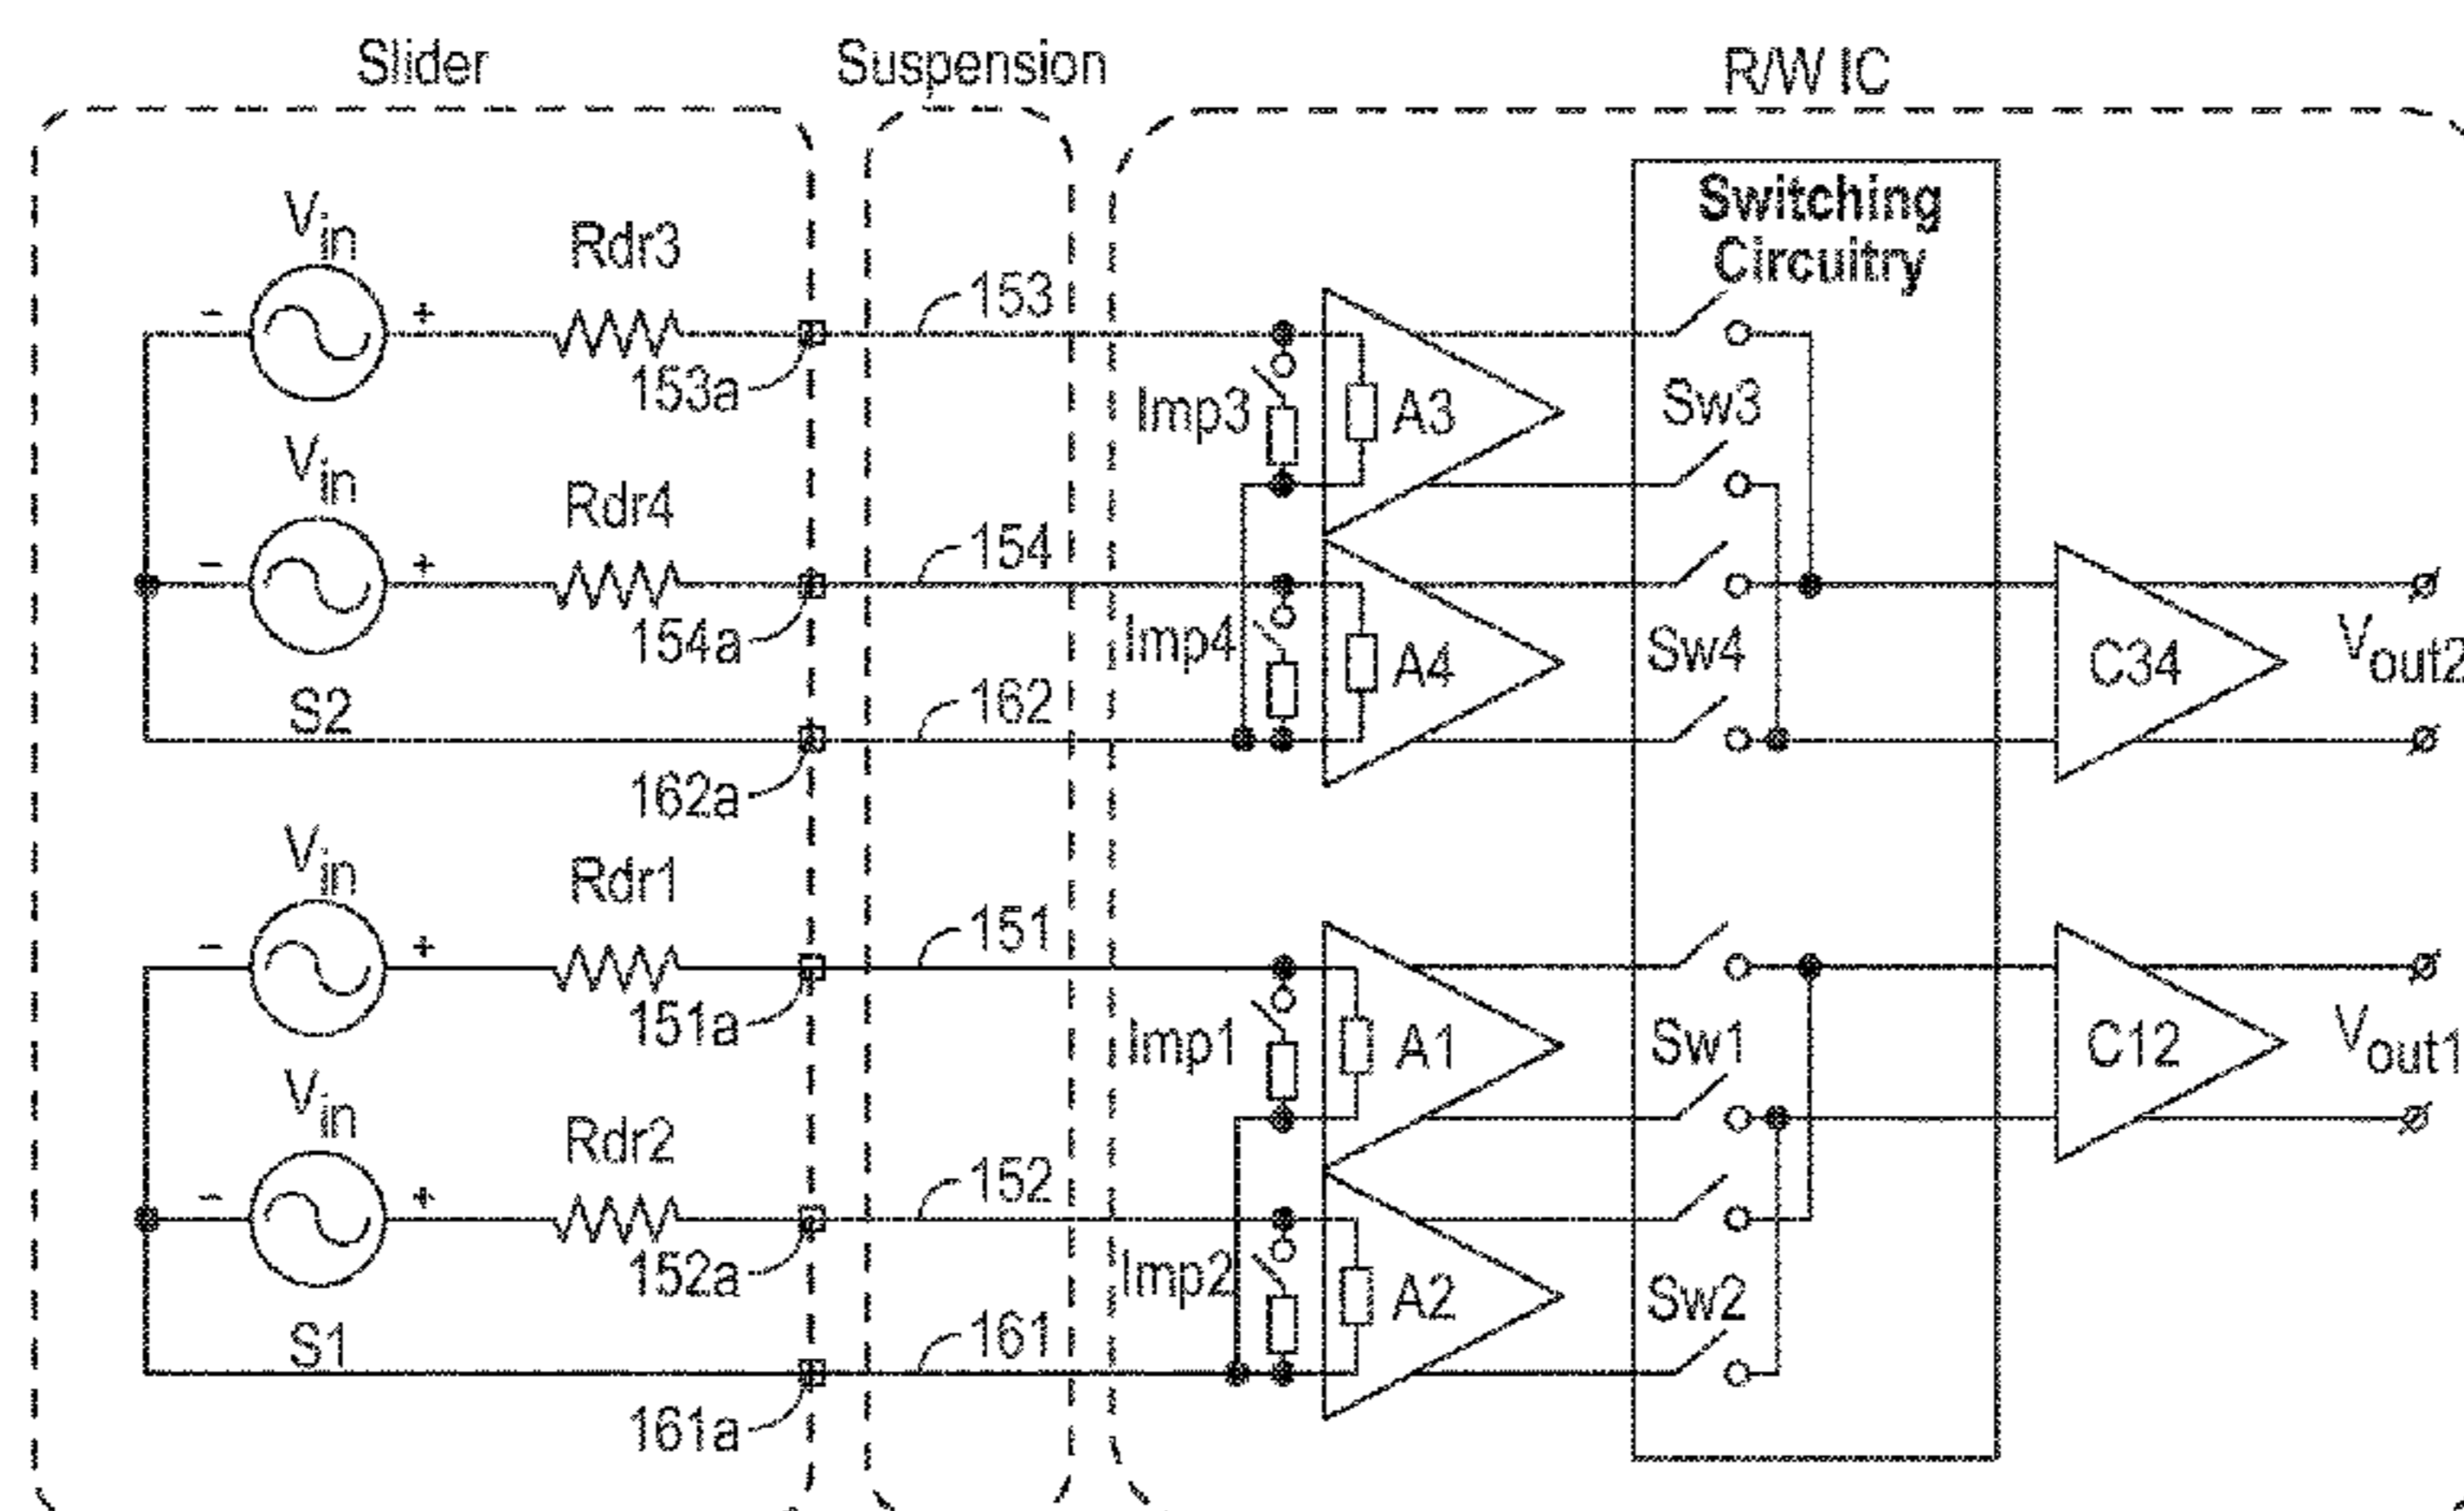 Slider
Suspension
R/W IC
Switching
Circuitry
Vin
Rdr3
153
- +
153a
Imp3
A3
Sw3
Vin
Rdr4
154
- +
154a
Imp4
A4
Sw4
C34
Vout2
S2
162
162a
Vin
Rdr1
151
- +
151a
Imp1
A1
Sw1
C12
Vout1
Vin
Rdr2
152
- +
152a
Imp2
A2
Sw2
S1
161
161a